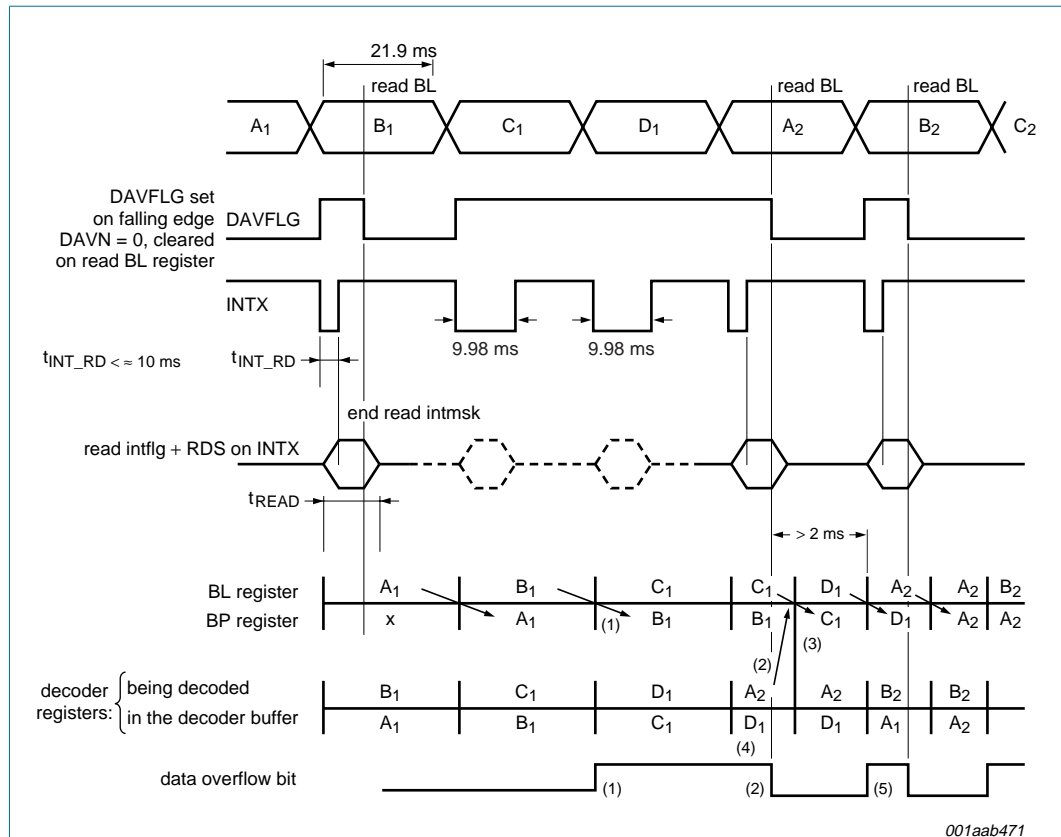 21.9 ms
read BL read BL read BL
A1 B1 C1 D1 A2 B2 C2
DAVFLG set
on falling edge
DAVN = 0, cleared
on read BL register
DAVFLG
INTX
9.98 ms 9.98 ms
tINT_RD < ≈ 10 ms tINT_RD
end read intmsk
read intflg + RDS on INTX
tREAD
> 2 ms
BL register A1 B1 C1 C1 D1 A2 A2 B2
BP register x A1 (1) B1 B1 C1 D1 A2 A2
(2) (3)
decoder registers:
being decoded B1 C1 D1 A2 A2 B2 B2
in the decoder buffer A1 B1 C1 D1 D1 A1 A2
(4)
data overflow bit (1) (2) (5)
001aab471